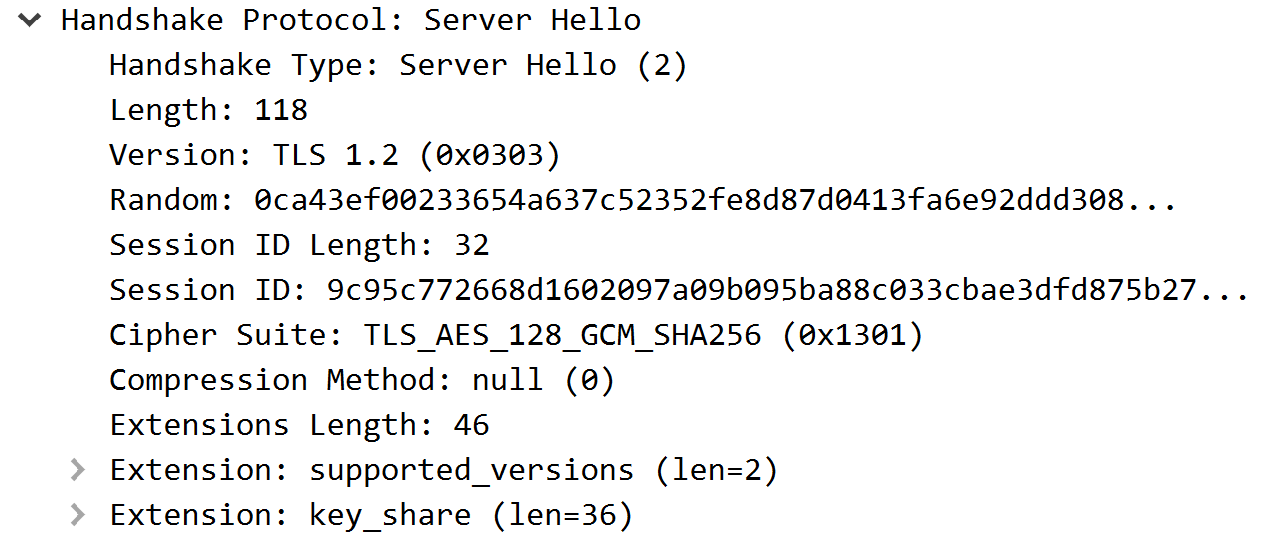 Handshake Protocol: Server Hello
Handshake Type: Server Hello (2)
Length: 118
Version: TLS 1.2 (0x0303)
Random: 0ca43ef00233654a637c52352fe8d87d0413fa6e92ddd308...
Session ID Length: 32
Session ID: 9c95c772668d1602097a09b095ba88c033cbae3dfd875b27...
Cipher Suite: TLS_AES_128_GCM_SHA256 (0x1301)
Compression Method: null (0)
Extensions Length: 46
Extension: supported_versions (len=2)
Extension: key_share (len=36)